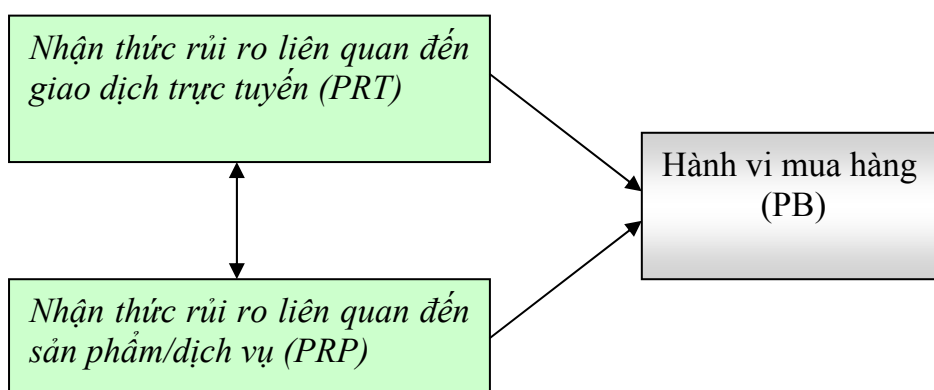 Nhận thức rủi ro liên quan đến
giao dịch trực tuyến (PRT)
Hành vi mua hàng
(PB)
Nhận thức rủi ro liên quan đến
sản phẩm/dịch vụ (PRP)